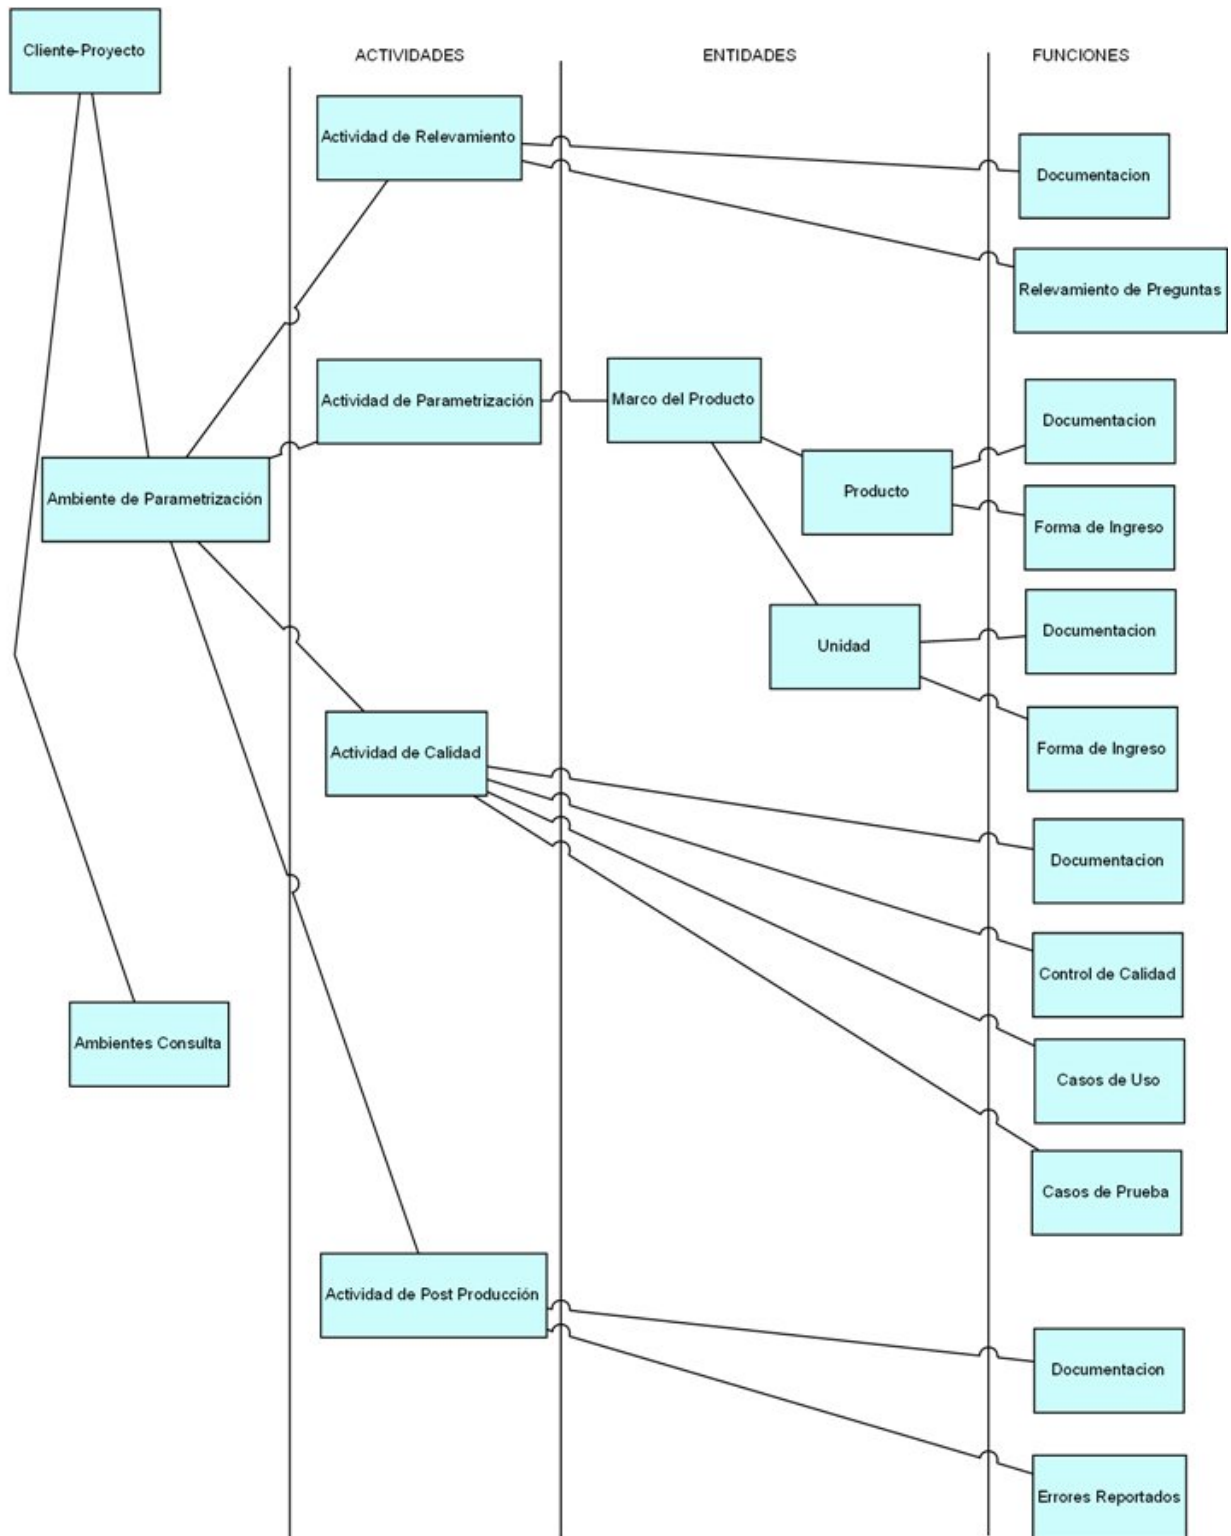 Cliente-Proyecto
ACTIVIDADES
ENTIDADES
FUNCIONES
Actividad de Relevamiento
Documentacion
Relevamiento de Preguntas
Actividad de Parametrización
Marco del Producto
Documentacion
Producto
Ambiente de Parametrización
Forma de Ingreso
Documentacion
Unidad
Forma de Ingreso
Actividad de Calidad
Documentacion
Control de Calidad
Ambientes Consulta
Casos de Uso
Casos de Prueba
Actividad de Post Producción
Documentacion
Errores Reportados